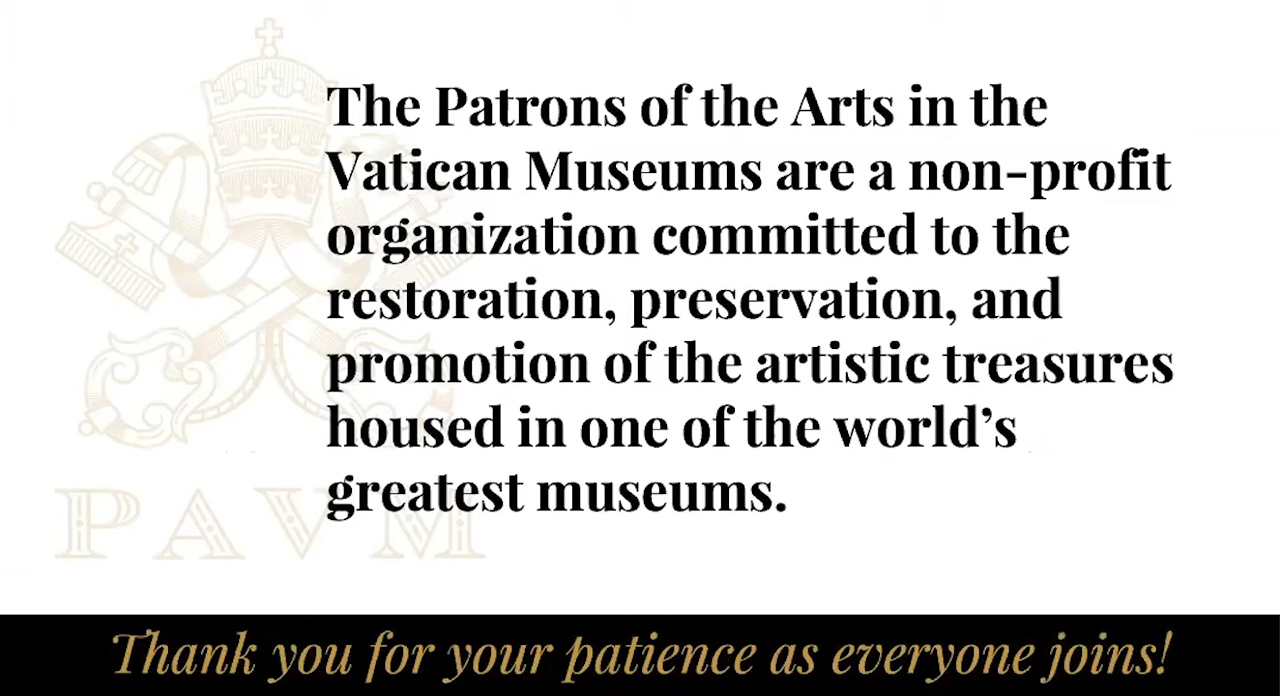 The Patrons of the Arts in the
Vatican Museums are a non-profit
organization committed to the
restoration, preservation, and
promotion of the artistic treasures
housed in one of the world’s
greatest museums.
PAVM
Thank you for your patience as everyone joins!